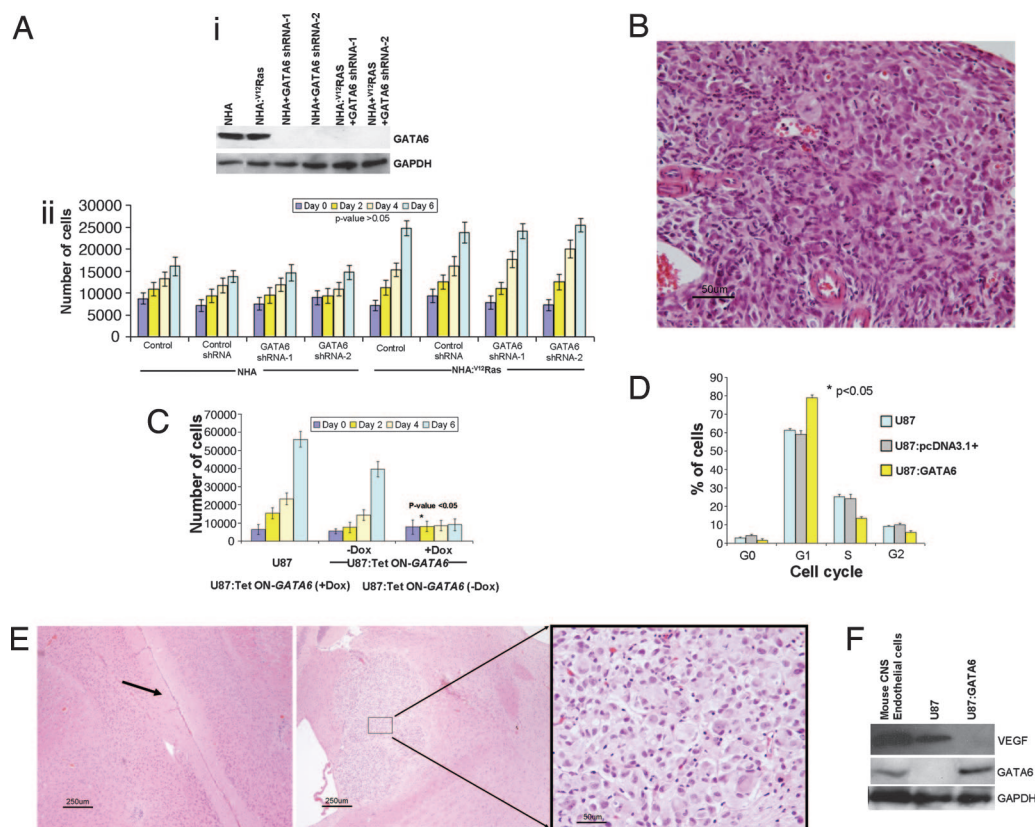 A
i
NHA
NHA:V12Ras
NHA+GATA6 shRNA-1
NHA+GATA6 shRNA-2
NHA:V12RAS
+GATA6 shRNA-1
NHA+V12RAS
+GATA6 shRNA-2
GATA6
GAPDH
ii
Number of cells
30000
25000
20000
15000
10000
5000
0
Day 0 Day 2 Day 4 Day 6
p-value >0.05
Control
Control shRNA
GATA6 shRNA-1
GATA6 shRNA-2
Control
Control shRNA
GATA6 shRNA-1
GATA6 shRNA-2
NHA
NHA:V12Ras
B
50um
C
Number of cells
70000
60000
50000
40000
30000
20000
10000
0
Day 0 Day 2 Day 4 Day 6
P-value <0.05
*
U87
-Dox
+Dox
U87:Tet ON-GATA6
D
% of cells
90
80
70
60
50
40
30
20
10
0
* p<0.05
U87
U87:pcDNA3.1+
U87:GATA6
G0 G1 S G2
Cell cycle
U87:Tet ON-GATA6 (+Dox)
U87:Tet ON-GATA6 (-Dox)
E
250um
250um
50um
F
Mouse CNS
Endothelial cells
U87
U87:GATA6
VEGF
GATA6
GAPDH